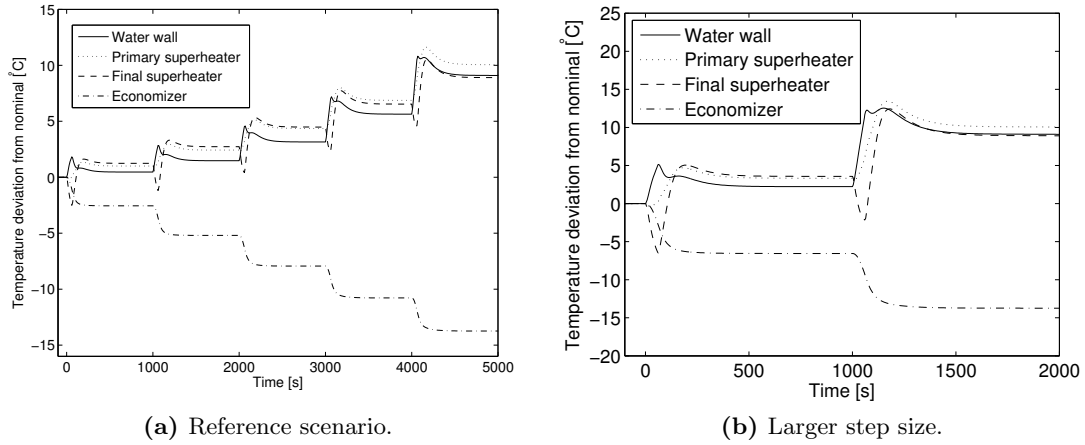 Temperature deviation from nominal [°C]
15
10
5
0
−5
−10
−15
Water wall
Primary superheater
Final superheater
Economizer
0 1000 2000 3000 4000 5000
Time [s]
(a) Reference scenario.
Temperature deviation from nominal [°C]
25
20
15
10
5
0
−5
−10
−15
−20
Water wall
Primary superheater
Final superheater
Economizer
0 500 1000 1500 2000
Time [s]
(b) Larger step size.